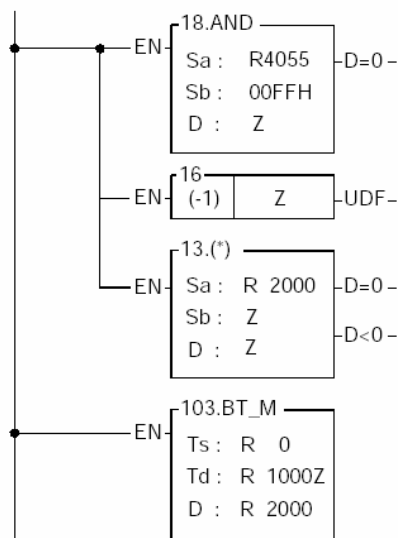 18.AND
EN
Sa : R4055
D=0
Sb : 00FFH
D : Z
16
EN
(-1) Z
UDF
13.(*)
EN
Sa : R 2000
D=0
Sb : Z
D<0
D : Z
103.BT_M
EN
Ts : R 0
Td : R 1000Z
D : R 2000